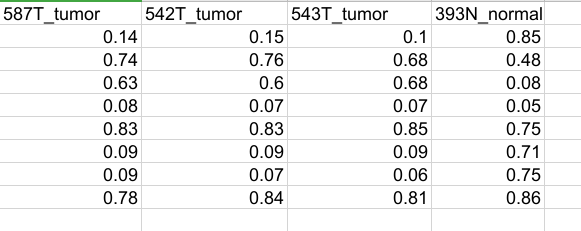 587T_tumor 542T_tumor 543T_tumor 393N_normal
0.14 0.15 0.1 0.85
0.74 0.76 0.68 0.48
0.63 0.6 0.68 0.08
0.08 0.07 0.07 0.05
0.83 0.83 0.85 0.75
0.09 0.09 0.09 0.71
0.09 0.07 0.06 0.75
0.78 0.84 0.81 0.86